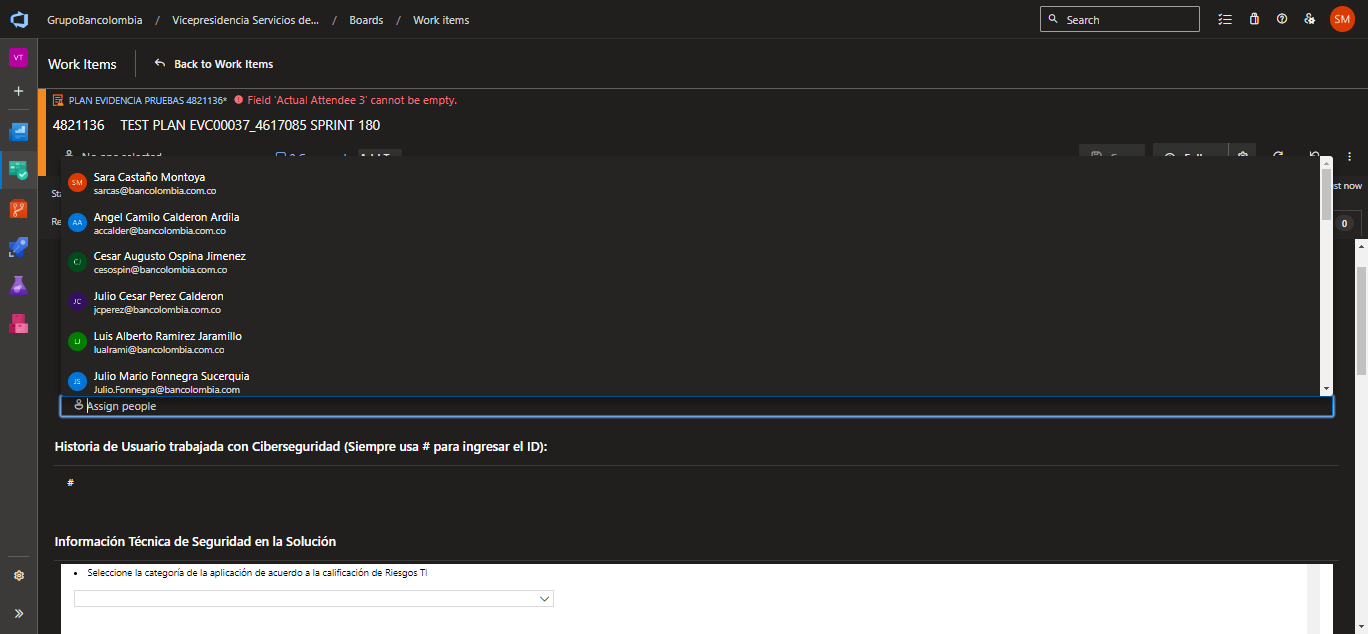 GrupoBancolombia / Vicepresidencia Servicios de... / Boards / Work items
Search
SM
VT
Work Items
Back to Work Items
PLAN EVIDENCIA PRUEBAS 4821136*
Field 'Actual Attendee 3' cannot be empty.
4821136 TEST PLAN EVC00037_4617085 SPRINT 180
No one selected
SM
Sara Castaño Montoya
sarcas@bancolombia.com.co
AA
Angel Camilo Calderon Ardila
accalder@bancolombia.com.co
CJ
Cesar Augusto Ospina Jimenez
cesospin@bancolombia.com.co
JC
Julio Cesar Perez Calderon
jcperez@bancolombia.com.co
LJ
Luis Alberto Ramirez Jaramillo
lualrami@bancolombia.com.co
JS
Julio Mario Fonnegra Sucerquia
Julio.Fonnegra@bancolombia.com
now
0
Assign people
Historia de Usuario trabajada con Ciberseguridad (Siempre usa # para ingresar el ID):
#
Información Técnica de Seguridad en la Solución
• Seleccione la categoría de la aplicación de acuerdo a la calificación de Riesgos TI